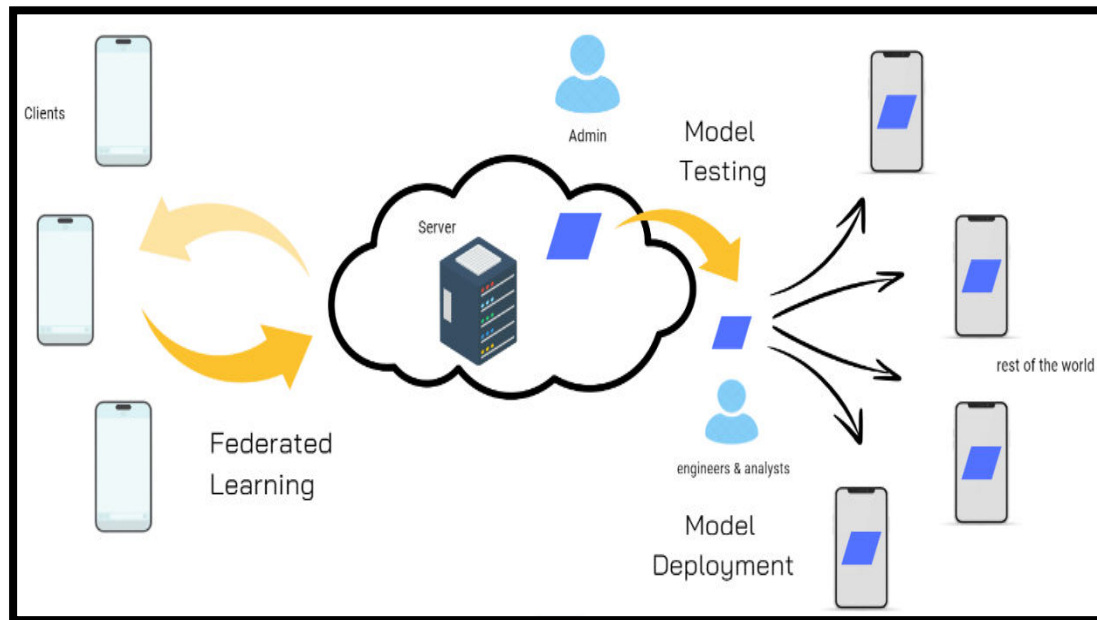 Clients
Admin
Model
Testing
Server
rest of the world
Federated
Learning
engineers & analysts
Model
Deployment